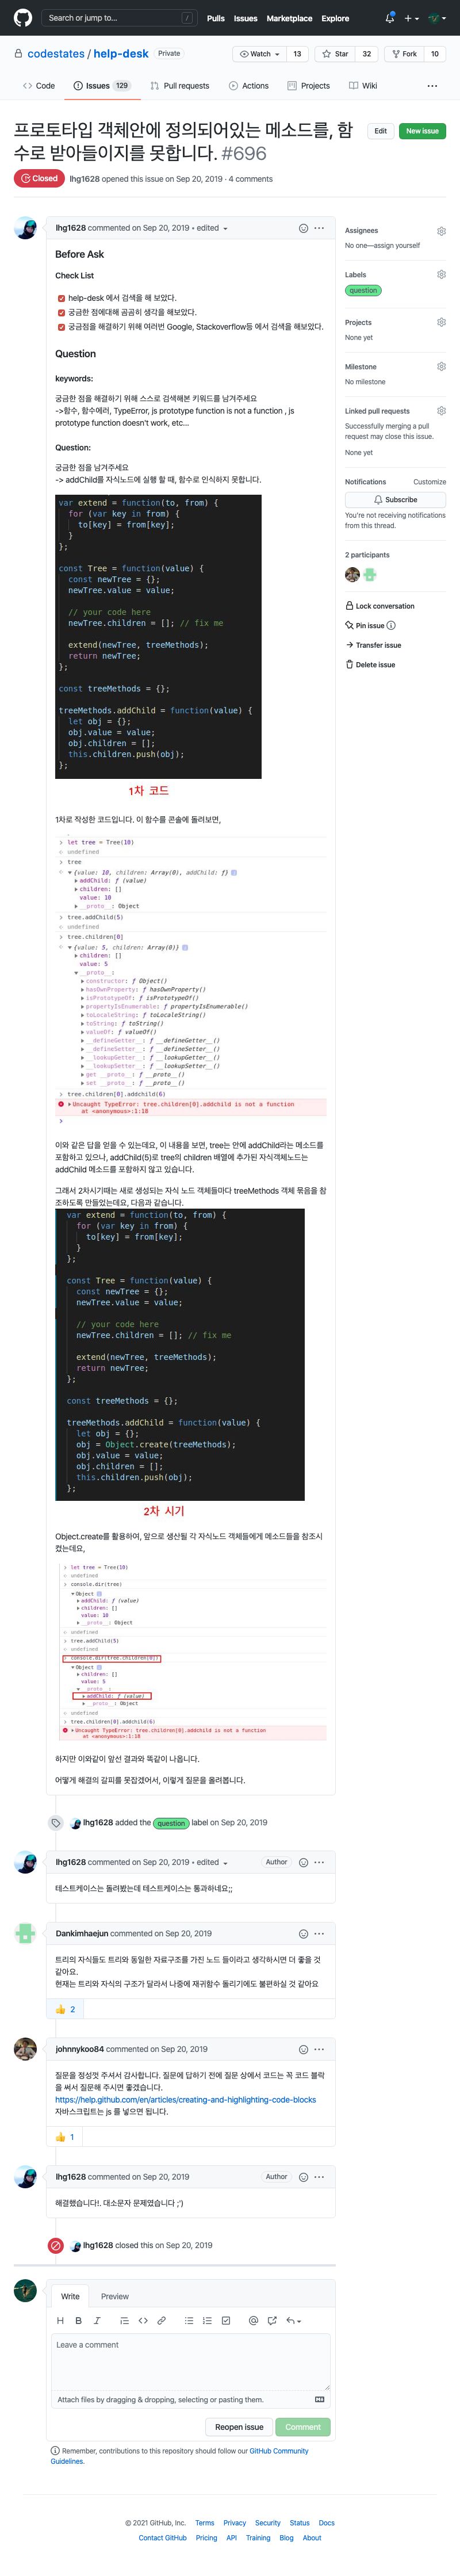 Search or jump to...
/
Pulls Issues Marketplace Explore
codestates / help-desk Private
Watch 13 Star 32 Fork 10
Code Issues 129 Pull requests Actions Projects Wiki
프로토타입 객체안에 정의되어있는 메소드를, 함
수로 받아들이지를 못합니다. #696
Edit New issue
Closed lhg1628 opened this issue on Sep 20, 2019 · 4 comments
lhg1628 commented on Sep 20, 2019 • edited
Before Ask
Check List
help-desk 에서 검색을 해 보았다.
궁금한 점에대해 곰곰히 생각을 해보았다.
궁금점을 해결하기 위해 여러번 Google, Stackoverflow등 에서 검색을 해보았다.
Question
keywords:
궁금한 점을 해결하기 위해 스스로 검색해본 키워드를 남겨주세요
->함수, 함수에러, TypeError, js prototype function is not a function , js
prototype function doesn't work, etc...
Question:
궁금한 점을 남겨주세요
-> addChild를 자식노드에 실행 할 때, 함수로 인식하지 못합니다.
var extend = function(to, from) {
for (var key in from) {
to[key] = from[key];
}
};
const Tree = function(value) {
const newTree = {};
newTree.value = value;
// your code here
newTree.children = []; // fix me
extend(newTree, treeMethods);
return newTree;
};
const treeMethods = {};
treeMethods.addChild = function(value) {
let obj = {};
obj.value = value;
obj.children = [];
this.children.push(obj);
};
1차 코드
1차로 작성한 코드입니다. 이 함수를 콘솔에 돌려보면,
let tree = Tree(10)
undefined
tree
{value: 10, children: Array(0), addChild: ƒ}
addChild: ƒ (value)
children: []
value: 10
__proto__: Object
tree.addChild(5)
undefined
tree.children[0]
{value: 5, children: Array(0)}
children: []
value: 5
__proto__:
constructor: ƒ Object()
hasOwnProperty: ƒ hasOwnProperty()
isPrototypeOf: ƒ isPrototypeOf()
propertyIsEnumerable: ƒ propertyIsEnumerable()
toLocaleString: ƒ toLocaleString()
toString: ƒ toString()
valueOf: ƒ valueOf()
__defineGetter__: ƒ __defineGetter__()
__defineSetter__: ƒ __defineSetter__()
__lookupGetter__: ƒ __lookupGetter__()
__lookupSetter__: ƒ __lookupSetter__()
get __proto__: ƒ __proto__()
set __proto__: ƒ __proto__()
tree.children[0].addchild(6)
Uncaught TypeError: tree.children[0].addchild is not a function
at <anonymous>:1:18
이와 같은 답을 얻을 수 있는데요, 이 내용을 보면, tree는 안에 addChild라는 메소드를
포함하고 있으나, addChild(5)로 tree의 children 배열에 추가된 자식객체노드는
addChild 메소드를 포함하지 않고 있습니다.
그래서 2차시기때는 새로 생성되는 자식 노드 객체들마다 treeMethods 객체 묶음을 참
조하도록 만들었는데요, 다음과 같습니다.
var extend = function(to, from) {
for (var key in from) {
to[key] = from[key];
}
};
const Tree = function(value) {
const newTree = {};
newTree.value = value;
// your code here
newTree.children = []; // fix me
extend(newTree, treeMethods);
return newTree;
};
const treeMethods = {};
treeMethods.addChild = function(value) {
let obj = {};
obj = Object.create(treeMethods);
obj.value = value;
obj.children = [];
this.children.push(obj);
};
2차 시기
Object.create를 활용하여, 앞으로 생산될 각 자식노드 객체들에게 메소드들을 참조시
켰는데요,
let tree = Tree(10)
undefined
console.dir(tree)
Object
addChild: ƒ (value)
children: []
value: 10
__proto__: Object
undefined
tree.addChild(5)
undefined
console.dir(tree.children[0])
Object
children: []
value: 5
__proto__:
addChild: ƒ (value)
__proto__: Object
undefined
tree.children[0].addchild(6)
Uncaught TypeError: tree.children[0].addchild is not a function
at <anonymous>:1:18
하지만 이와같이 앞선 결과와 똑같이 나옵니다.
어떻게 해결의 갈피를 못잡겠어서, 이렇게 질문을 올려봅니다.
lhg1628 added the question label on Sep 20, 2019
lhg1628 commented on Sep 20, 2019 • edited Author
테스트케이스는 돌려봤는데 테스트케이스는 통과하네요;;
Dankimhaejun commented on Sep 20, 2019
트리의 자식들도 트리와 동일한 자료구조를 가진 노드 들이라고 생각하시면 더 좋을 것
같아요.
현재는 트리와 자식의 구조가 달라서 나중에 재귀함수 돌리기에도 불편하실 것 같아요
2
johnnykoo84 commented on Sep 20, 2019
질문을 정성껏 주셔서 감사합니다. 질문에 답하기 전에 질문 상에서 코드는 꼭 코드 블락
을 써서 질문해 주시면 좋겠습니다.
https://help.github.com/en/articles/creating-and-highlighting-code-blocks
자바스크립트는 js 를 넣으면 됩니다.
1
lhg1628 commented on Sep 20, 2019 Author
해결했습니다!. 대소문자 문제였습니다 ;')
lhg1628 closed this on Sep 20, 2019
Write Preview
Leave a comment
Attach files by dragging & dropping, selecting or pasting them.
Reopen issue Comment
Remember, contributions to this repository should follow our GitHub Community
Guidelines.
Assignees
No one—assign yourself
Labels
question
Projects
None yet
Milestone
No milestone
Linked pull requests
Successfully merging a pull
request may close this issue.
None yet
Notifications Customize
Subscribe
You're not receiving notifications
from this thread.
2 participants
Lock conversation
Pin issue
Transfer issue
Delete issue
© 2021 GitHub, Inc. Terms Privacy Security Status Docs
Contact GitHub Pricing API Training Blog About